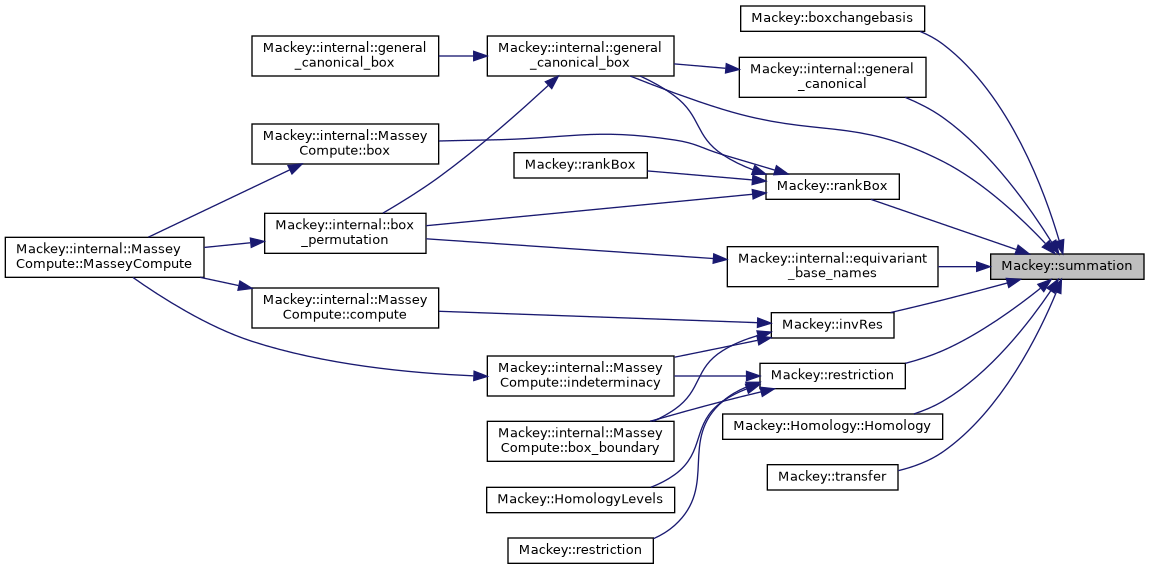 Mackey::boxchangebasis
Mackey::internal::general
_canonical_box
Mackey::internal::general
_canonical_box
Mackey::internal::general
_canonical
Mackey::internal::Massey
Compute::box
Mackey::rankBox
Mackey::rankBox
Mackey::internal::box
_permutation
Mackey::internal::Massey
Compute::MasseyCompute
Mackey::internal::equivariant
_base_names
Mackey::summation
Mackey::internal::Massey
Compute::compute
Mackey::invRes
Mackey::internal::Massey
Compute::indeterminacy
Mackey::restriction
Mackey::internal::Massey
Compute::box_boundary
Mackey::Homology::Homology
Mackey::transfer
Mackey::HomologyLevels
Mackey::restriction